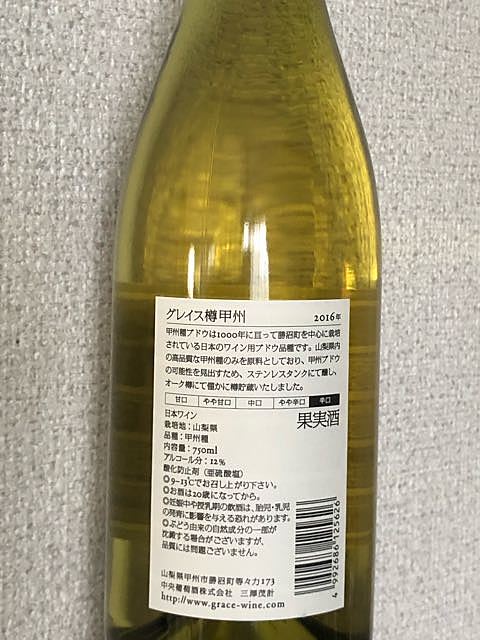 グレイス樽甲州 2016年
甲州種ブドウは1000年に亘って勝沼町を中心に栽培
されている日本のワイン用ブドウ品種です。山梨県内
の高品質な甲州種のみを原料としており、甲州ブドウ
の可能性を見出すため、ステンレスタンクにて醸し、
オーク樽にて僅かに樽貯蔵いたしました。
甘口 やや甘口 中口 やや辛口 辛口
日本ワイン 果実酒
栽培地：山梨県
品種：甲州種
内容量：750ml
アルコール分：12%
酸化防止剤（亜硫酸塩）
◎9-13℃でお召し上がり下さい。
◎お酒は20歳になってから。
◎妊娠中や授乳期の飲酒は、胎児・乳児
の発育に影響を与える恐れがあります。
◎ぶどう由来の自然成分の一部が
沈澱する場合がございますが、
品質には問題ございません。
4 992686 125626
山梨県甲州市勝沼町等々力173
中央葡萄酒株式会社 三澤茂計
http://www.grace-wine.com